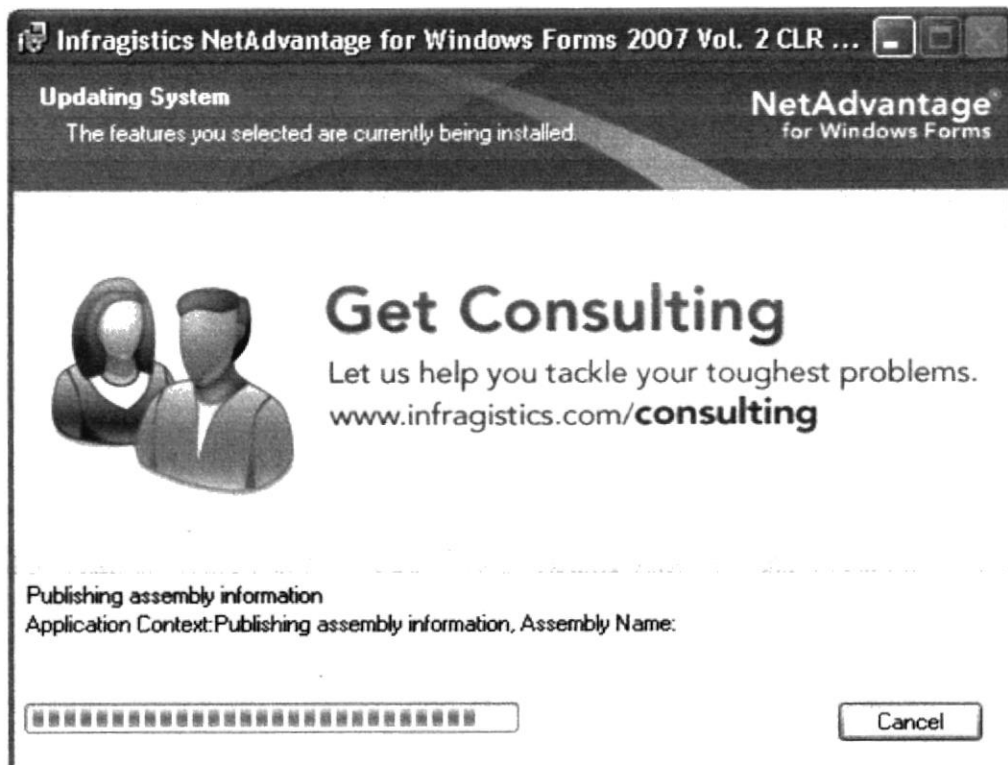 Infragistics NetAdvantage for Windows Forms 2007 Vol. 2 CLR ...
Updating System
The features you selected are currently being installed.
NetAdvantage®
for Windows Forms
Get Consulting
Let us help you tackle your toughest problems.
www.infragistics.com/consulting
Publishing assembly information
Application Context:Publishing assembly information, Assembly Name:
Cancel